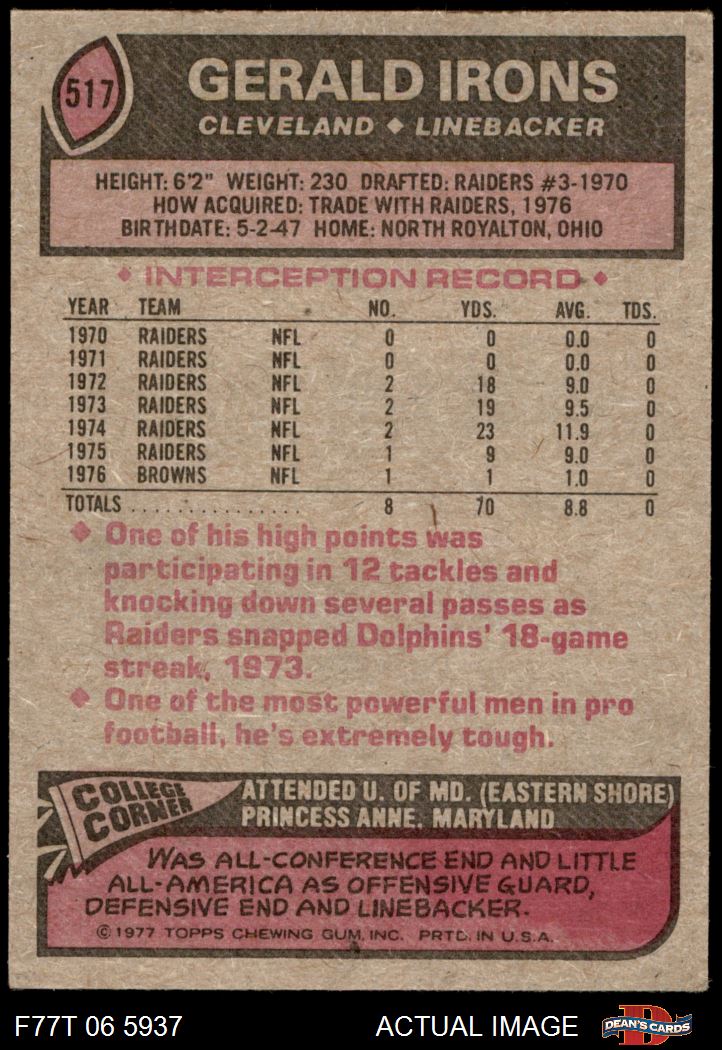 517
GERALD IRONS
CLEVELAND ◆ LINEBACKER
HEIGHT: 6'2" WEIGHT: 230 DRAFTED: RAIDERS #3-1970
HOW ACQUIRED: TRADE WITH RAIDERS, 1976
BIRTHDATE: 5-2-47 HOME: NORTH ROYALTON, OHIO
◆ INTERCEPTION RECORD ◆
YEAR TEAM NO. YDS. AVG. TDS.
1970 RAIDERS NFL 0 0 0.0 0
1971 RAIDERS NFL 0 0 0.0 0
1972 RAIDERS NFL 2 18 9.0 0
1973 RAIDERS NFL 2 19 9.5 0
1974 RAIDERS NFL 2 23 11.9 0
1975 RAIDERS NFL 1 9 9.0 0
1976 BROWNS NFL 1 1 1.0 0
TOTALS ................ 8 70 8.8 0
◆ One of his high points was
participating in 12 tackles and
knocking down several passes as
Raiders snapped Dolphins' 18-game
streak, 1973.
◆ One of the most powerful men in pro
football, he's extremely tough.
COLLEGE
CORNER
ATTENDED U. OF MD. (EASTERN SHORE)
PRINCESS ANNE, MARYLAND
WAS ALL-CONFERENCE END AND LITTLE
ALL-AMERICA AS OFFENSIVE GUARD,
DEFENSIVE END AND LINEBACKER.
©1977 TOPPS CHEWING GUM, INC. PRTD. IN U.S.A.
F77T 06 5937 ACTUAL IMAGE
D
DEAN'S CARDS